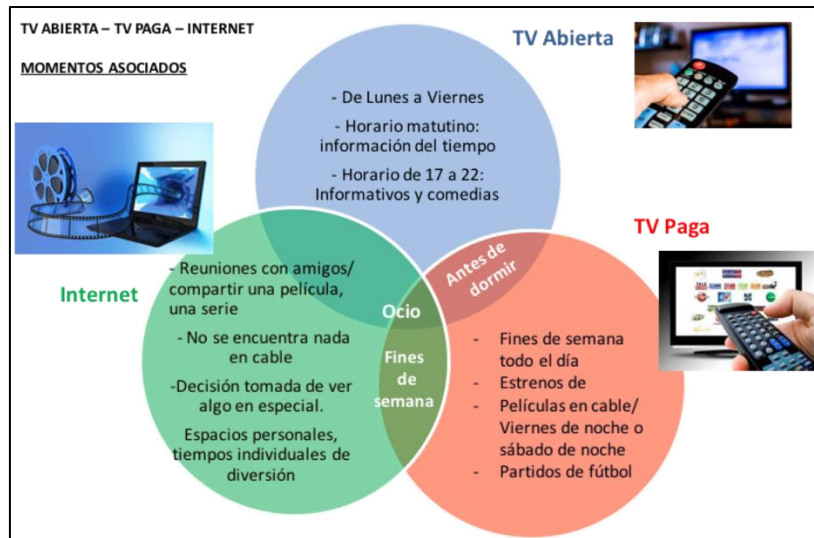 TV ABIERTA – TV PAGA – INTERNET
MOMENTOS ASOCIADOS
TV Abierta
- De Lunes a Viernes
- Horario matutino:
información del tiempo
- Horario de 17 a 22:
Informativos y comedias
Internet
- Reuniones con amigos/
compartir una película,
una serie
- No se encuentra nada
en cable
-Decisión tomada de ver
algo en especial.
Espacios personales,
tiempos individuales de
diversión
Ocio
Fines
de
semana
Antes de
dormir
TV Paga
- Fines de semana
todo el día
- Estrenos de
- Películas en cable/
Viernes de noche o
sábado de noche
- Partidos de fútbol